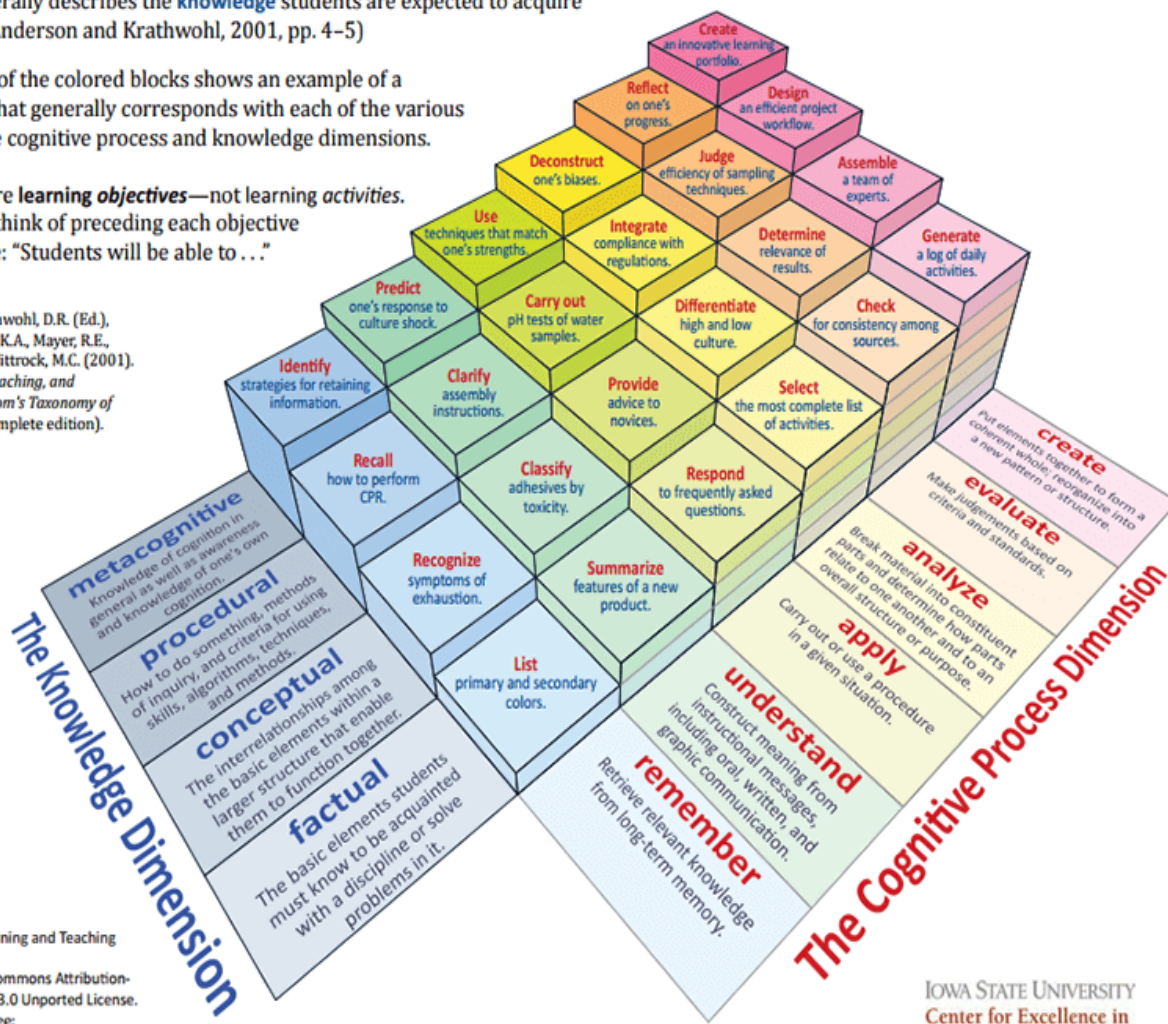 erally describes the knowledge students are expected to acquire
nderson and Krathwohl, 2001, pp. 4–5)
of the colored blocks shows an example of a
hat generally corresponds with each of the various
e cognitive process and knowledge dimensions.
re learning objectives—not learning activities.
think of preceding each objective
e: “Students will be able to . . .”
hwohl, D.R. (Ed.),
K.A., Mayer, R.E.,
ittrock, M.C. (2001).
aching, and
om's Taxonomy of
mplete edition).
Create
an innovative learning
portfolio.
Reflect
on one's
progress.
Design
an efficient project
workflow.
Deconstruct
one's biases.
Judge
efficiency of sampling
techniques.
Assemble
a team of
experts.
Use
techniques that match
one's strengths.
Integrate
compliance with
regulations.
Determine
relevance of
results.
Generate
a log of daily
activities.
Predict
one's response to
culture shock.
Carry out
pH tests of water
samples.
Differentiate
high and low
culture.
Check
for consistency among
sources.
Identify
strategies for retaining
information.
Clarify
assembly
instructions.
Provide
advice to
novices.
Select
the most complete list
of activities.
Recall
how to perform
CPR.
Classify
adhesives by
toxicity.
Respond
to frequently asked
questions.
Recognize
symptoms of
exhaustion.
Summarize
features of a new
product.
List
primary and secondary
colors.
metacognitive
Knowledge of cognition in
general as well as awareness
and knowledge of one's own
cognition.
procedural
How to do something, methods
of inquiry, and criteria for using
skills, algorithms, techniques,
and methods.
conceptual
The interrelationships among
the basic elements within a
larger structure that enable
them to function together.
factual
The basic elements students
must know to be acquainted
with a discipline or solve
problems in it.
The Knowledge Dimension
create
Put elements together to form a
coherent whole; reorganize into
a new pattern or structure.
evaluate
Make judgements based on
criteria and standards.
analyze
Break material into constituent
parts and determine how parts
relate to one another and to an
overall structure or purpose.
apply
Carry out or use a procedure
in a given situation.
understand
Construct meaning from
instructional messages,
including oral, written, and
graphic communication.
remember
Retrieve relevant knowledge
from long-term memory.
The Cognitive Process Dimension
ning and Teaching
ommons Attribution-
3.0 Unported License.
IOWA STATE UNIVERSITY
Center for Excellence in